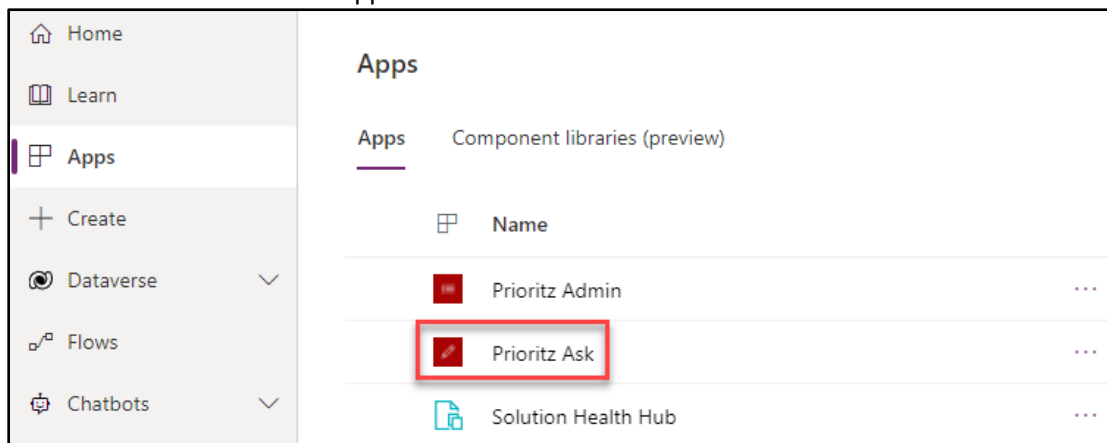 Home
Learn
Apps
Create
Dataverse
Flows
Chatbots
Apps
Apps Component libraries (preview)
Name
Prioritz Admin ...
Prioritz Ask ...
Solution Health Hub ...